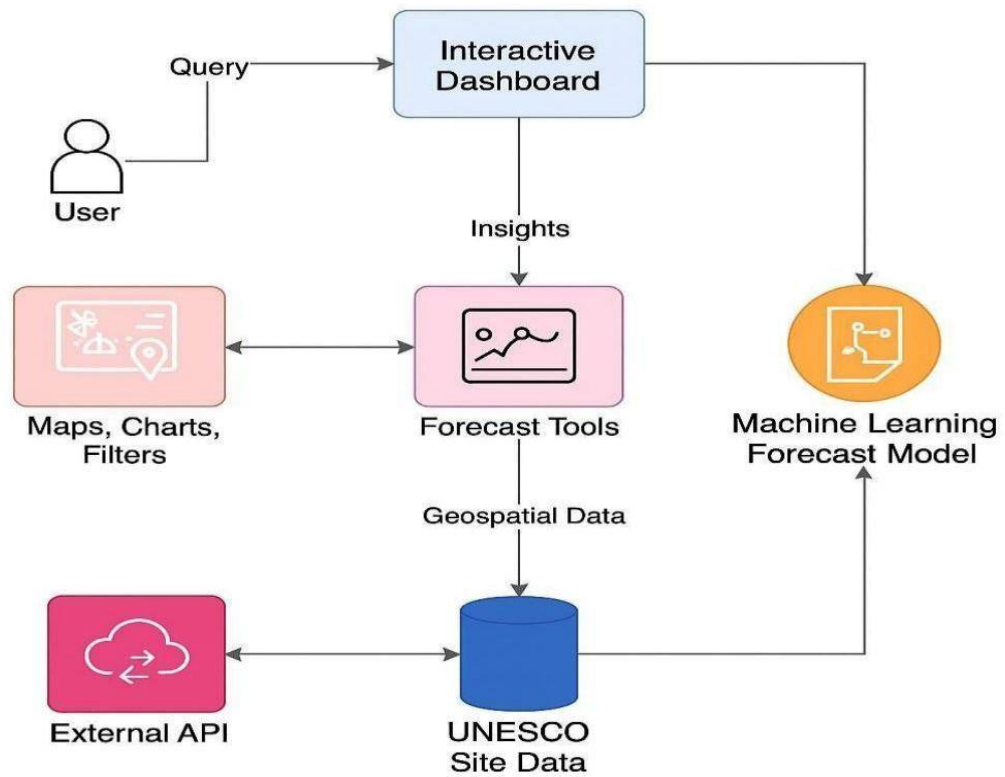 Interactive
Dashboard
Query
User
Insights
Maps, Charts,
Filters
Forecast Tools
Machine Learning
Forecast Model
Geospatial Data
External API
UNESCO
Site Data